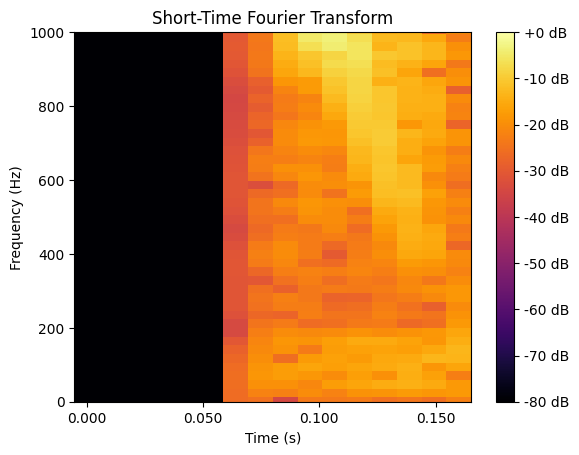 Short-Time Fourier Transform
Frequency (Hz)
1000
800
600
400
200
0
0.000
0.050
0.100
0.150
Time (s)
+0 dB
-10 dB
-20 dB
-30 dB
-40 dB
-50 dB
-60 dB
-70 dB
-80 dB